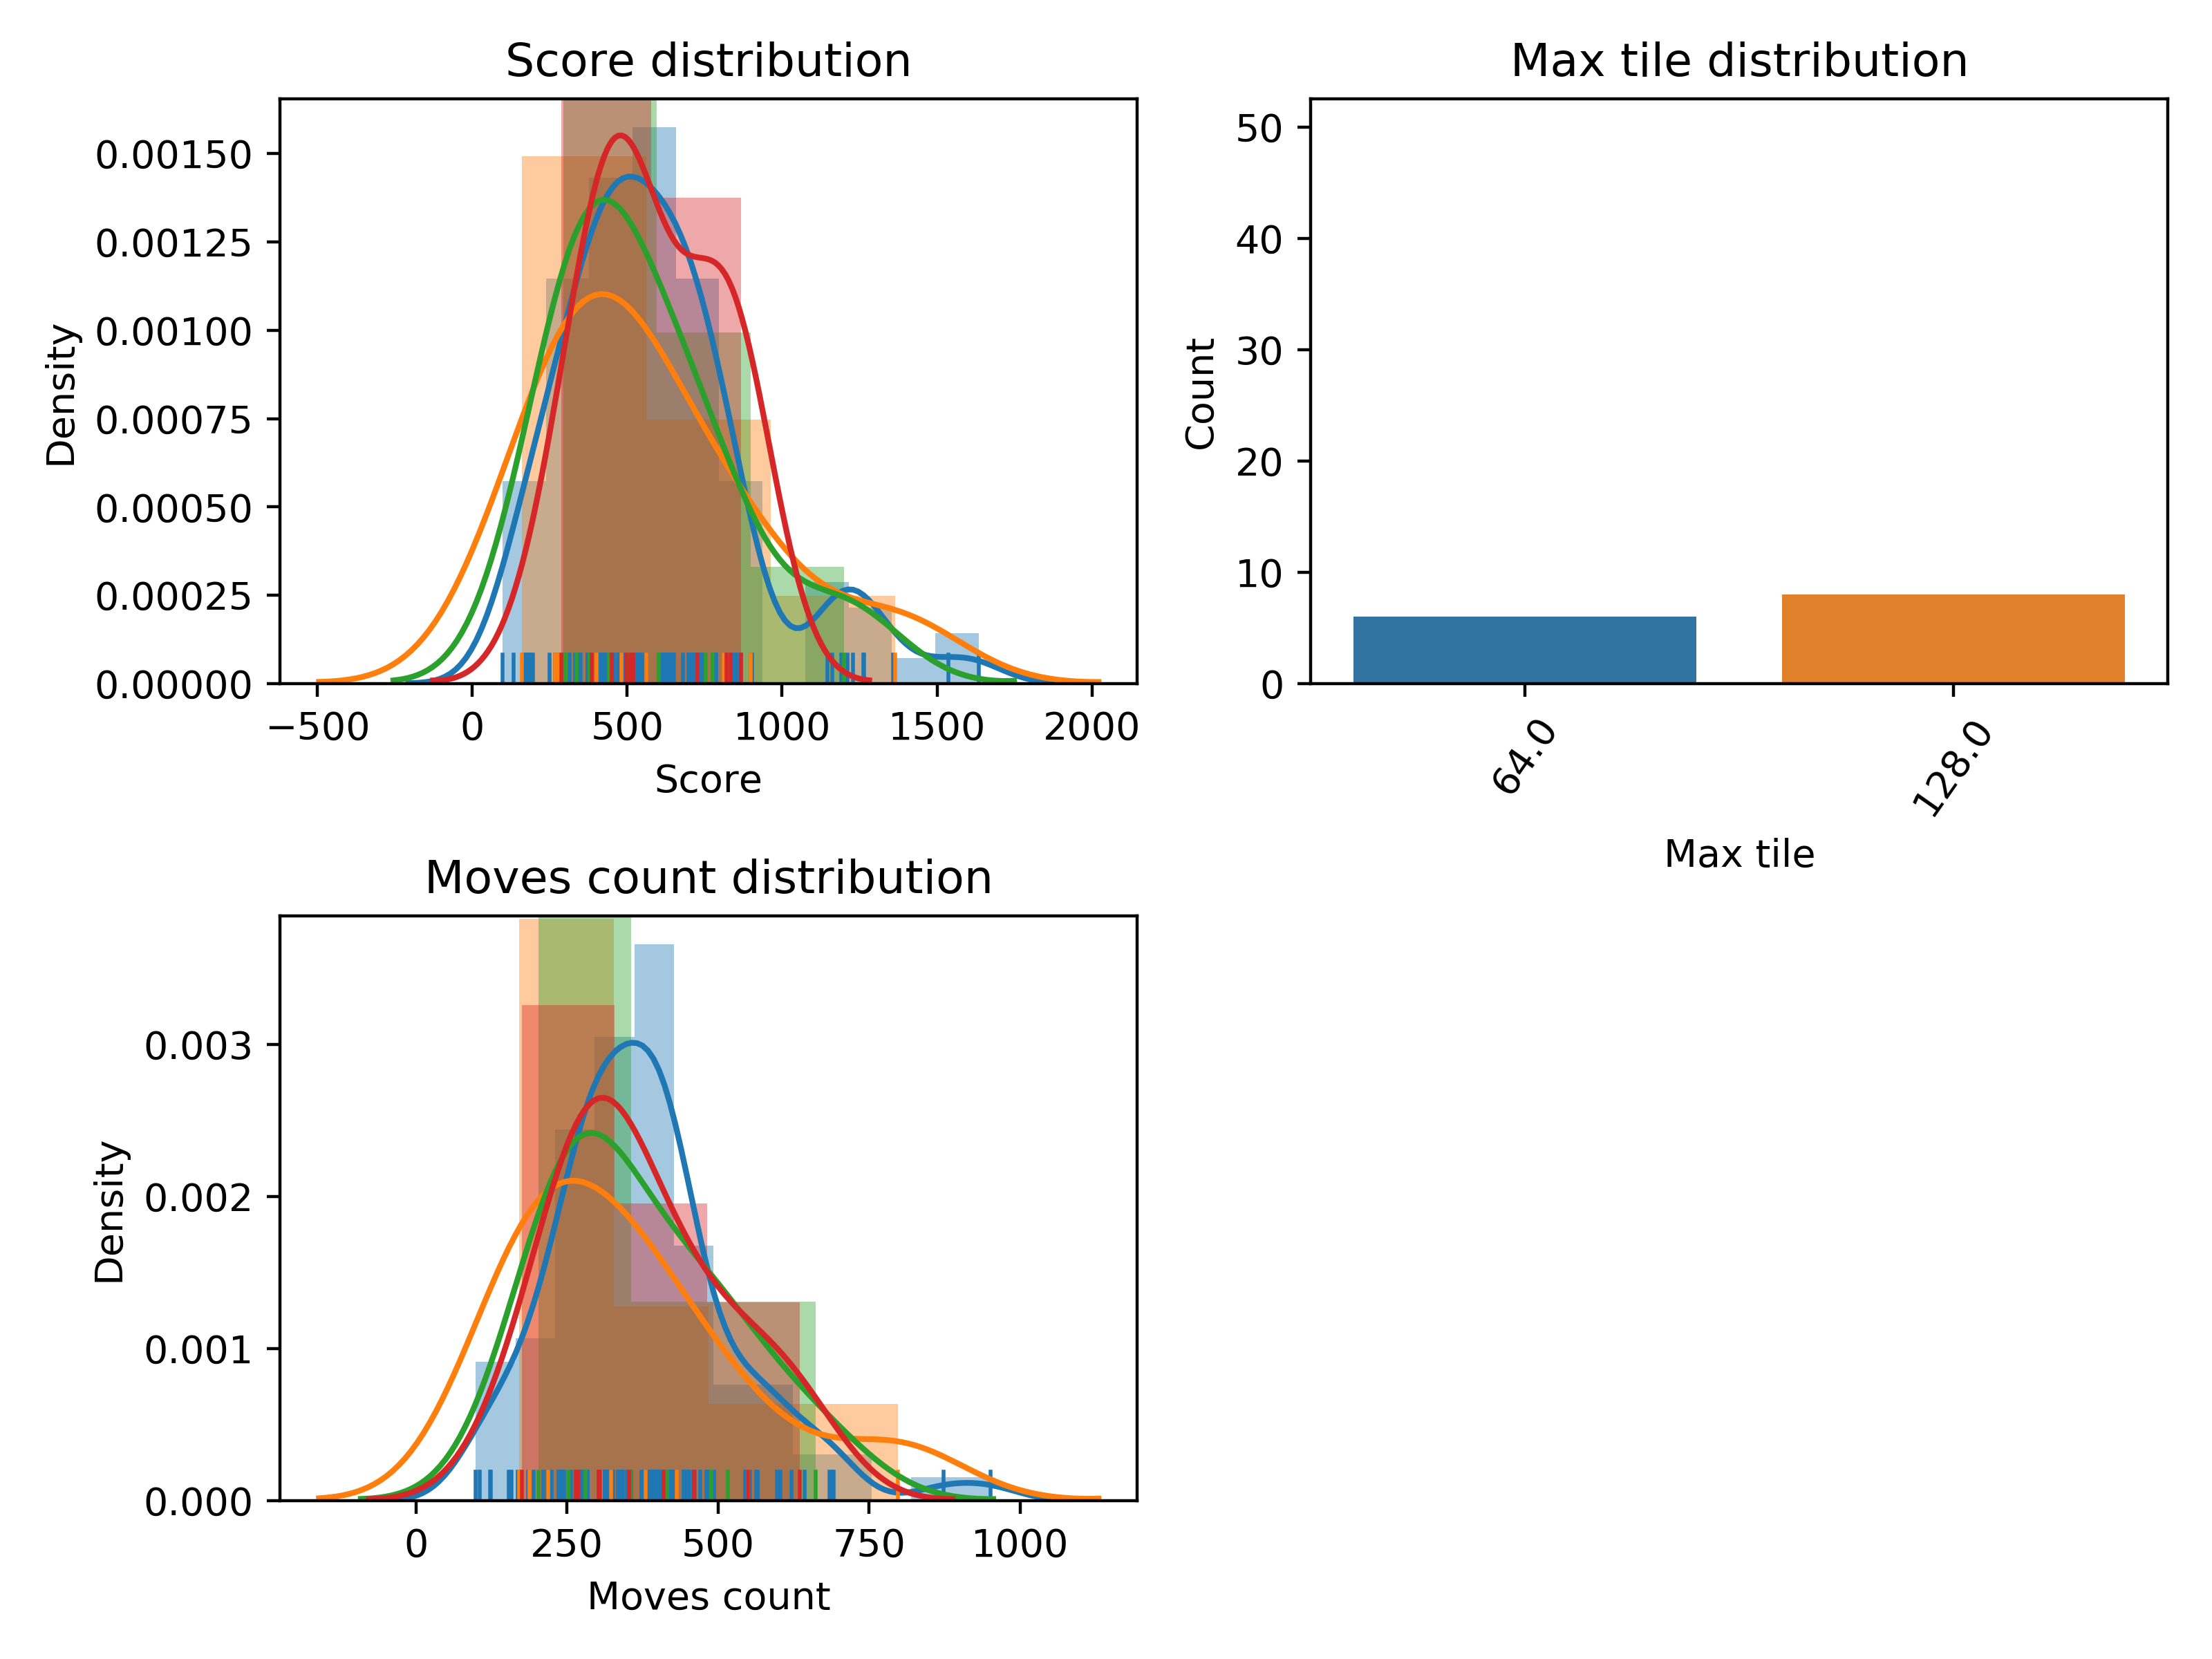 Score distribution
Density
0.00150
0.00125
0.00100
0.00075
0.00050
0.00025
0.00000
−500 0 500 1000 1500 2000
Score
Max tile distribution
Count
50
40
30
20
10
0
64.0 128.0
Max tile
Moves count distribution
Density
0.003
0.002
0.001
0.000
0 250 500 750 1000
Moves count